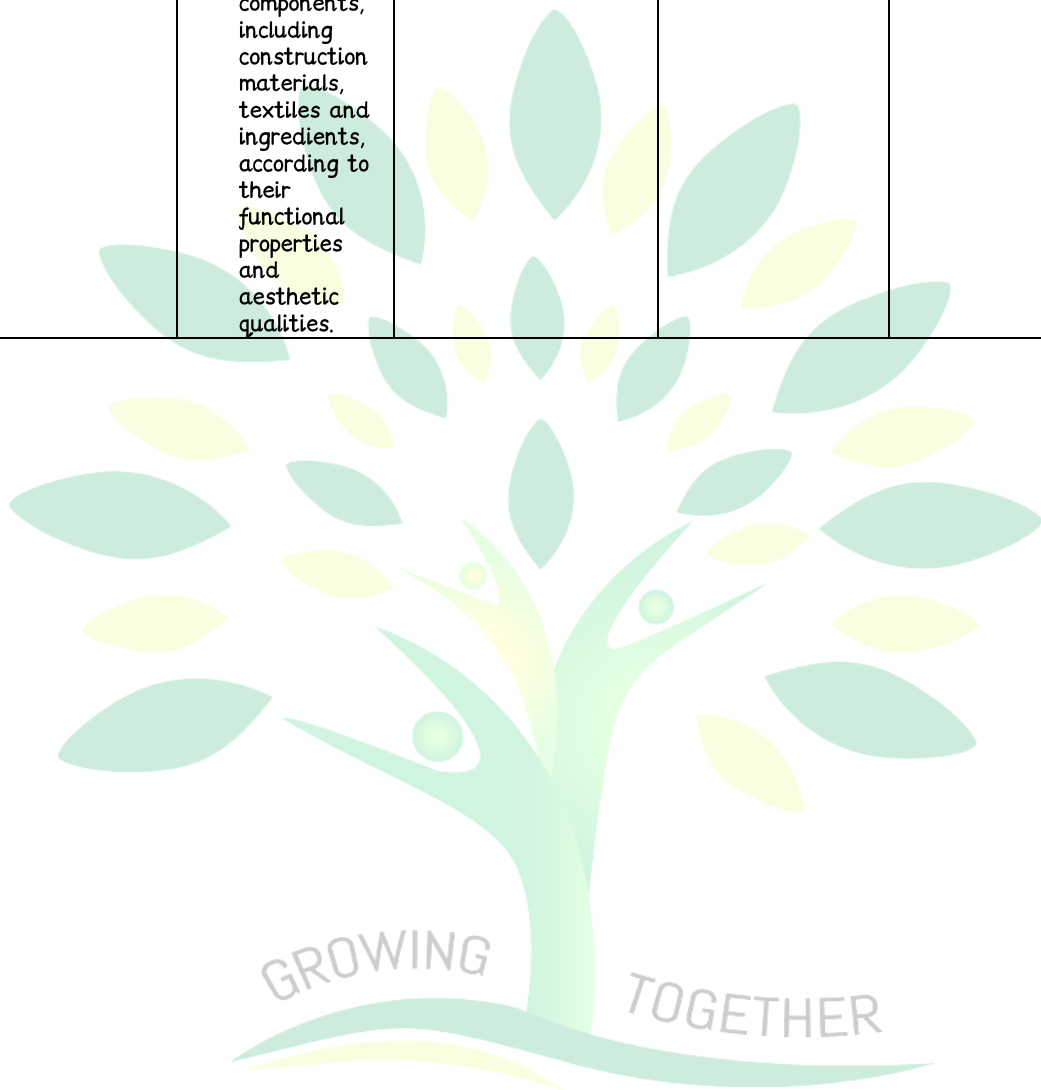 components,
including
construction
materials,
textiles and
ingredients,
according to
their
functional
properties
and
aesthetic
qualities.
GROWING
TOGETHER